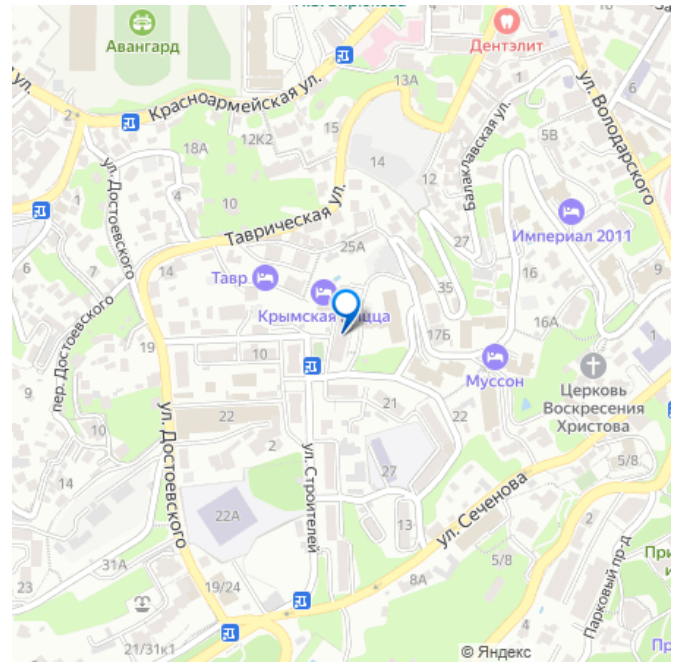 Авангард
Дентэлит
13А
Красноармейская ул.
ул. Володарского
6
2
15
12К2
18А
5В
14
Балаклавская ул.
12
ул. Достоевского
4
10
Таврическая ул.
27
Империал 2011
25А
6
7
14
Тавр
35
16
9
Крымская
ца
17Б
16А
1
19
10
Муссон
Церковь
Воскресения
Христова
пер. Достоевского
9
22
21
22
10
2
ул. Достоевского
5/8
14
ул. Строителей
27
ул. Сеченова
22А
13
2
31А
5/8
23
19/24
8А
Парковый пр-д
При
и
4
21/31к1
© Яндекс
Пр